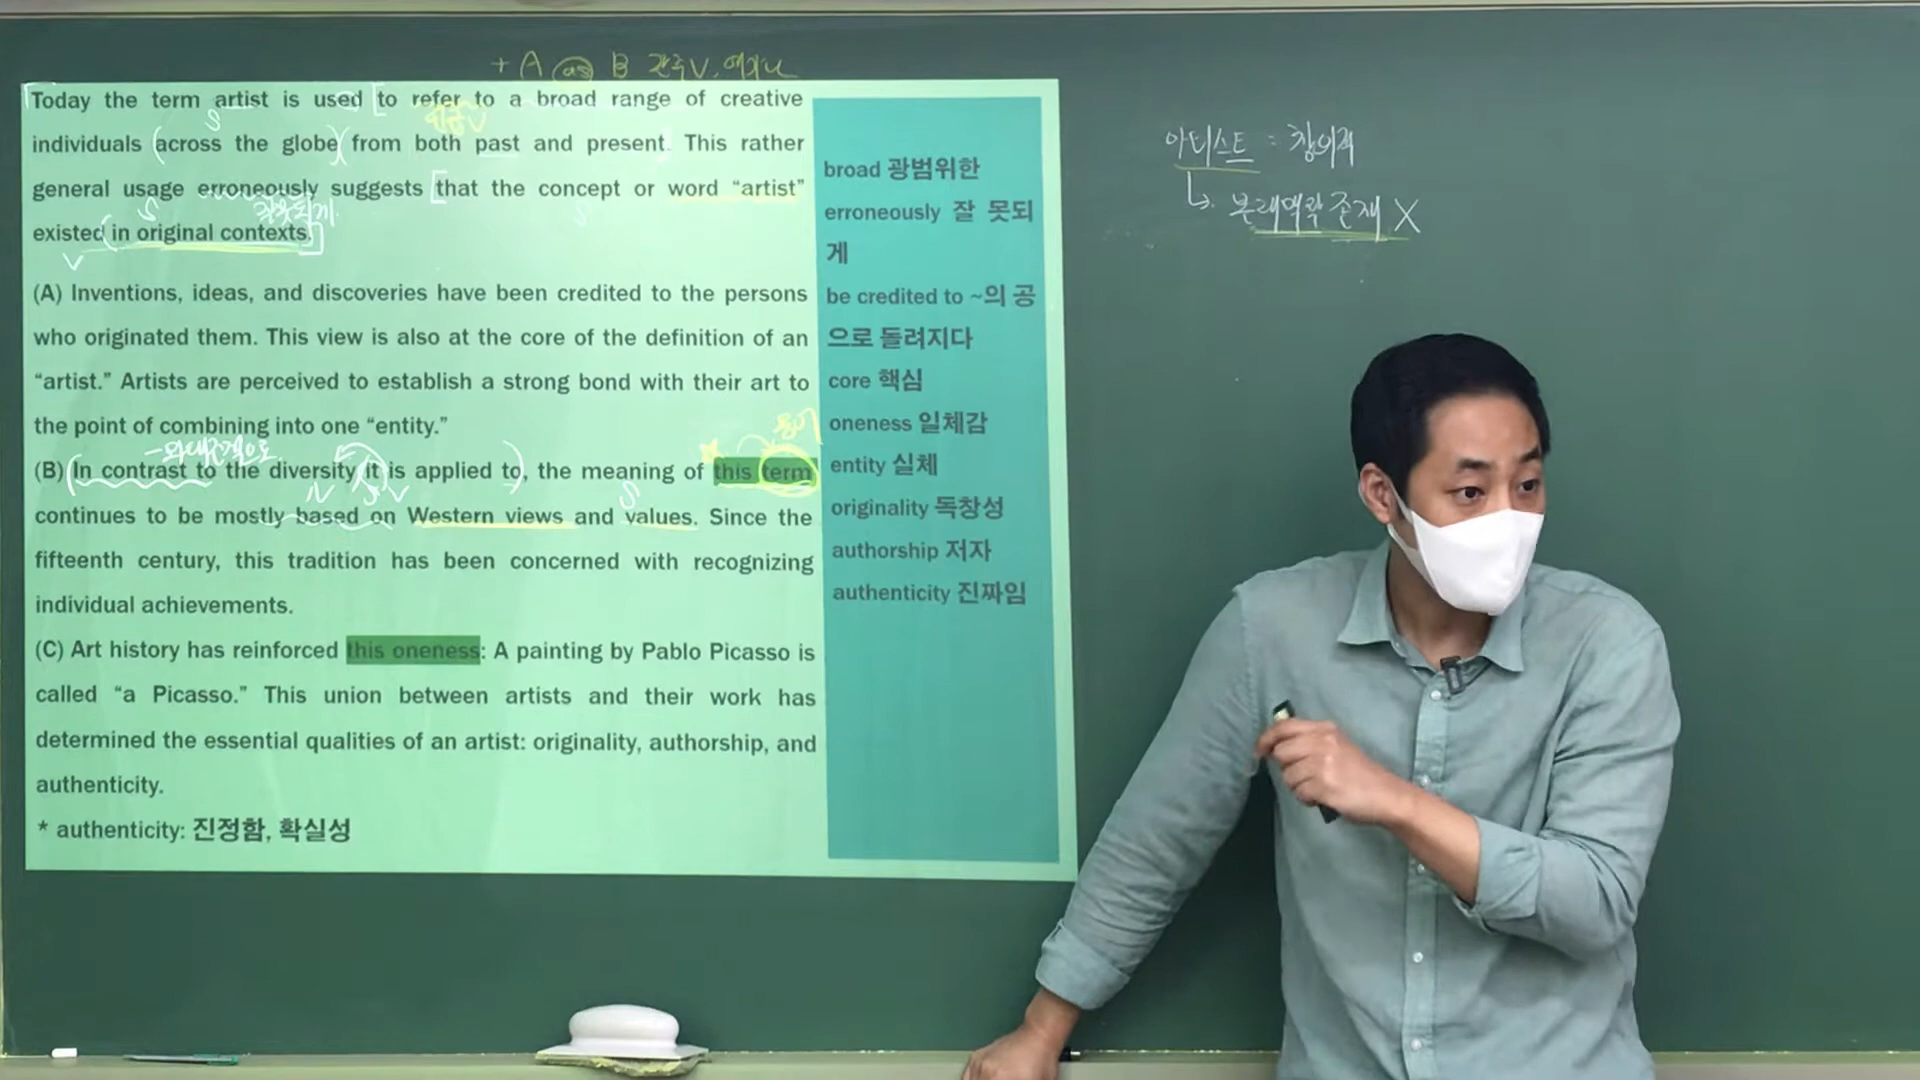 + A as B 간주V, 여기다
Today the term artist is used to refer to a broad range of creative
individuals (across the globe)(from both past and present. This rather
general usage erroneously suggests [that the concept or word “artist”
잘못되게
existed (in original contexts.]
(A) Inventions, ideas, and discoveries have been credited to the persons
who originated them. This view is also at the core of the definition of an
“artist.” Artists are perceived to establish a strong bond with their art to
the point of combining into one “entity.”
(B) (In contrast to the diversity it is applied to), the meaning of this term
continues to be mostly based on Western views and values. Since the
fifteenth century, this tradition has been concerned with recognizing
individual achievements.
(C) Art history has reinforced this oneness: A painting by Pablo Picasso is
called “a Picasso.” This union between artists and their work has
determined the essential qualities of an artist: originality, authorship, and
authenticity.
* authenticity: 진정함, 확실성
broad 광범위한
erroneously 잘 못되
게
be credited to ~의 공
으로 돌려지다
core 핵심
oneness 일체감
entity 실체
originality 독창성
authorship 저자
authenticity 진짜임
아티스트 = 창의적
↳ 본래맥락 존재 X